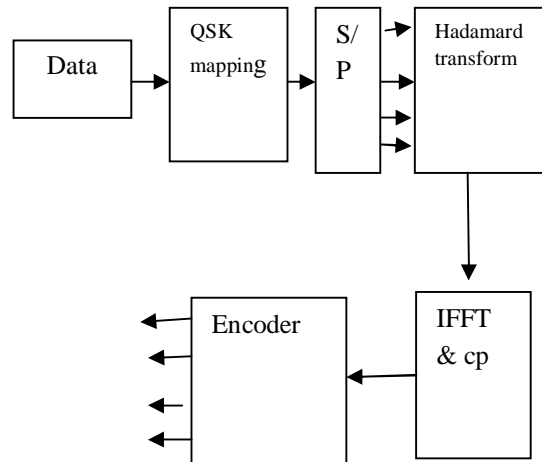 Data
QSK
mapping
S/
P
Hadamard
transform
IFFT
& cp
Encoder